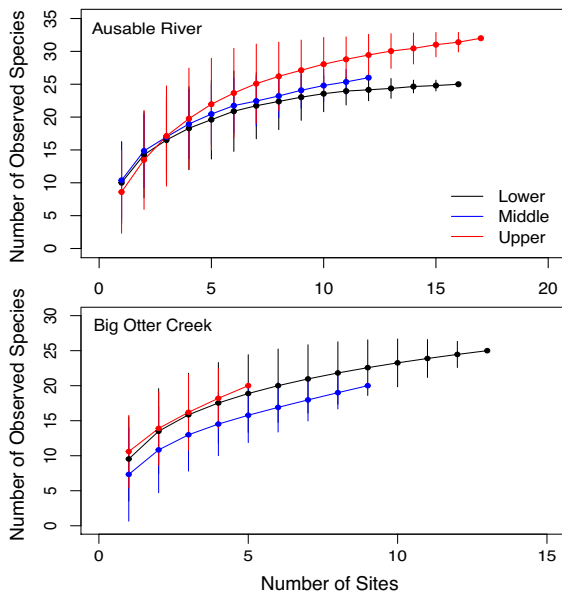 Ausable River
Number of Observed Species
35
30
25
20
15
10
5
0
Lower
Middle
Upper
0 5 10 15 20
Big Otter Creek
Number of Observed Species
30
25
20
15
10
5
0
0 5 10 15
Number of Sites